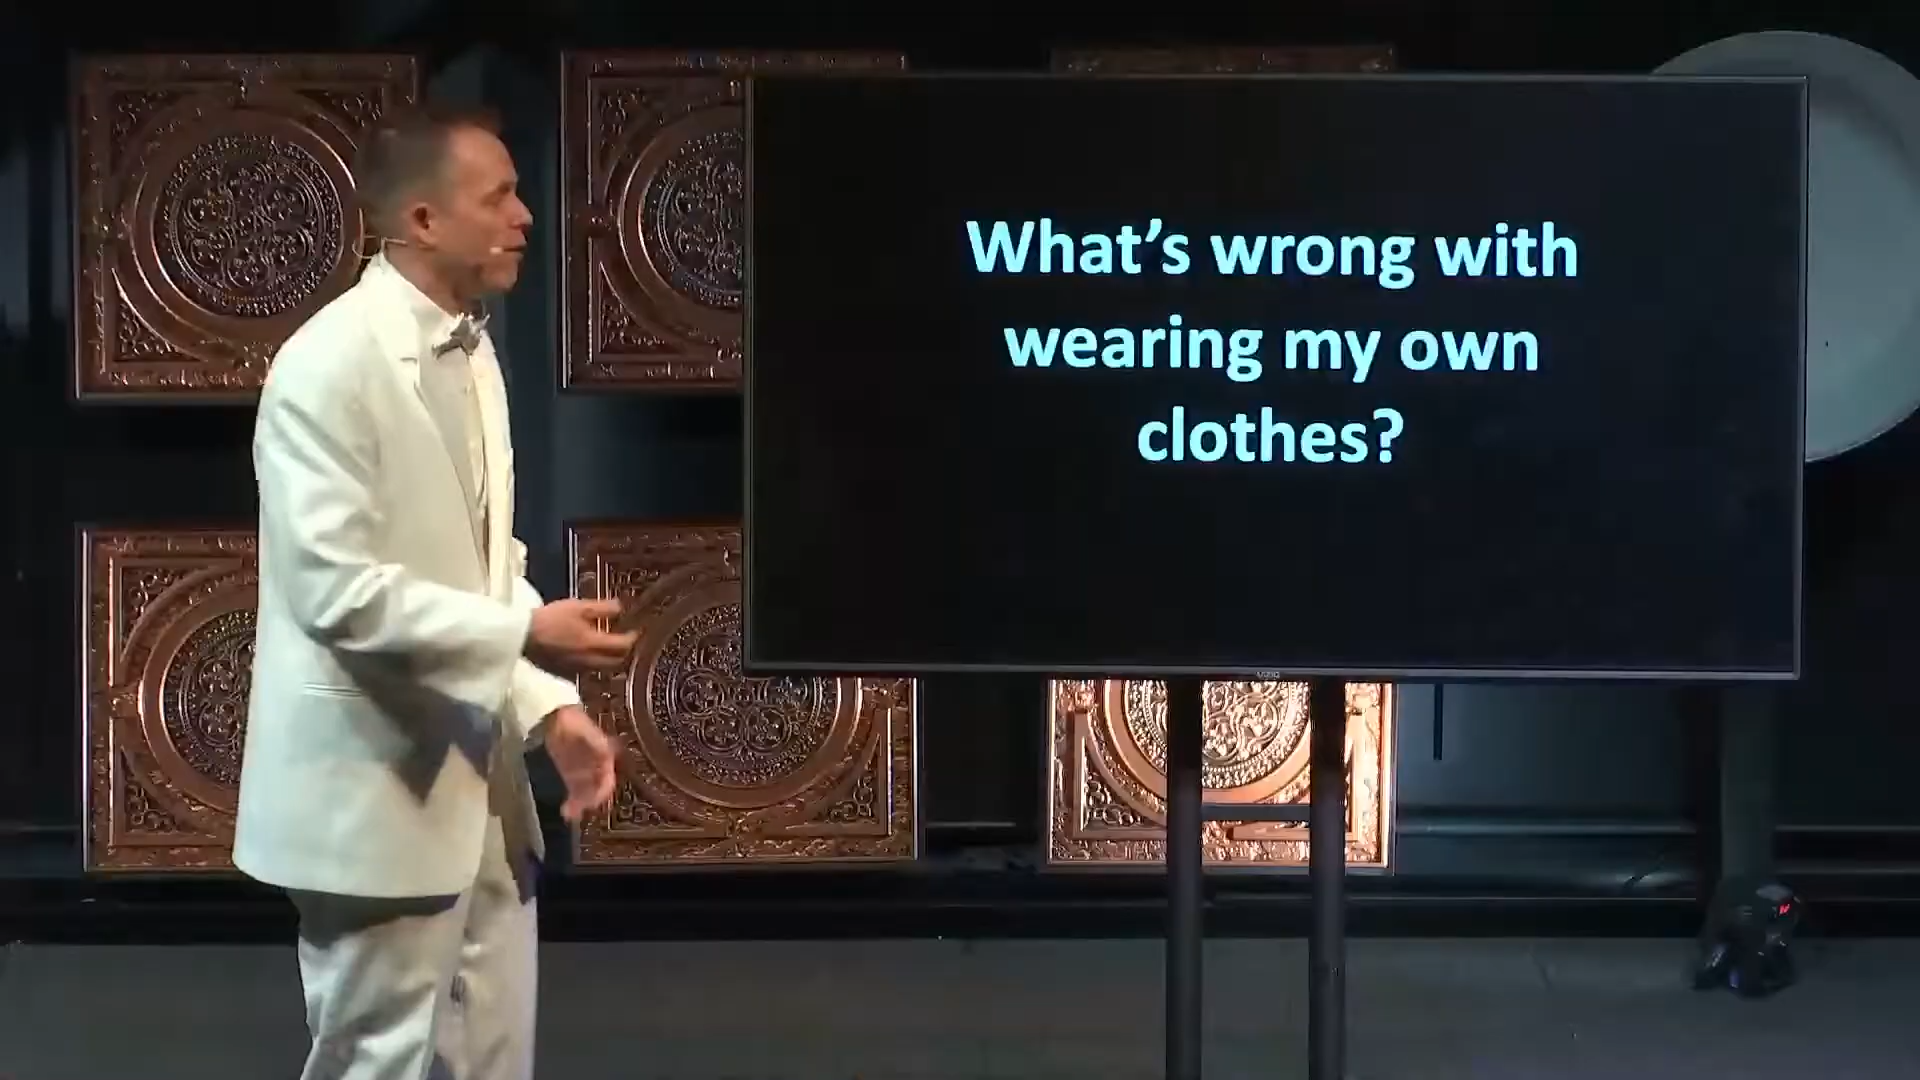 What’s wrong with
wearing my own
clothes?